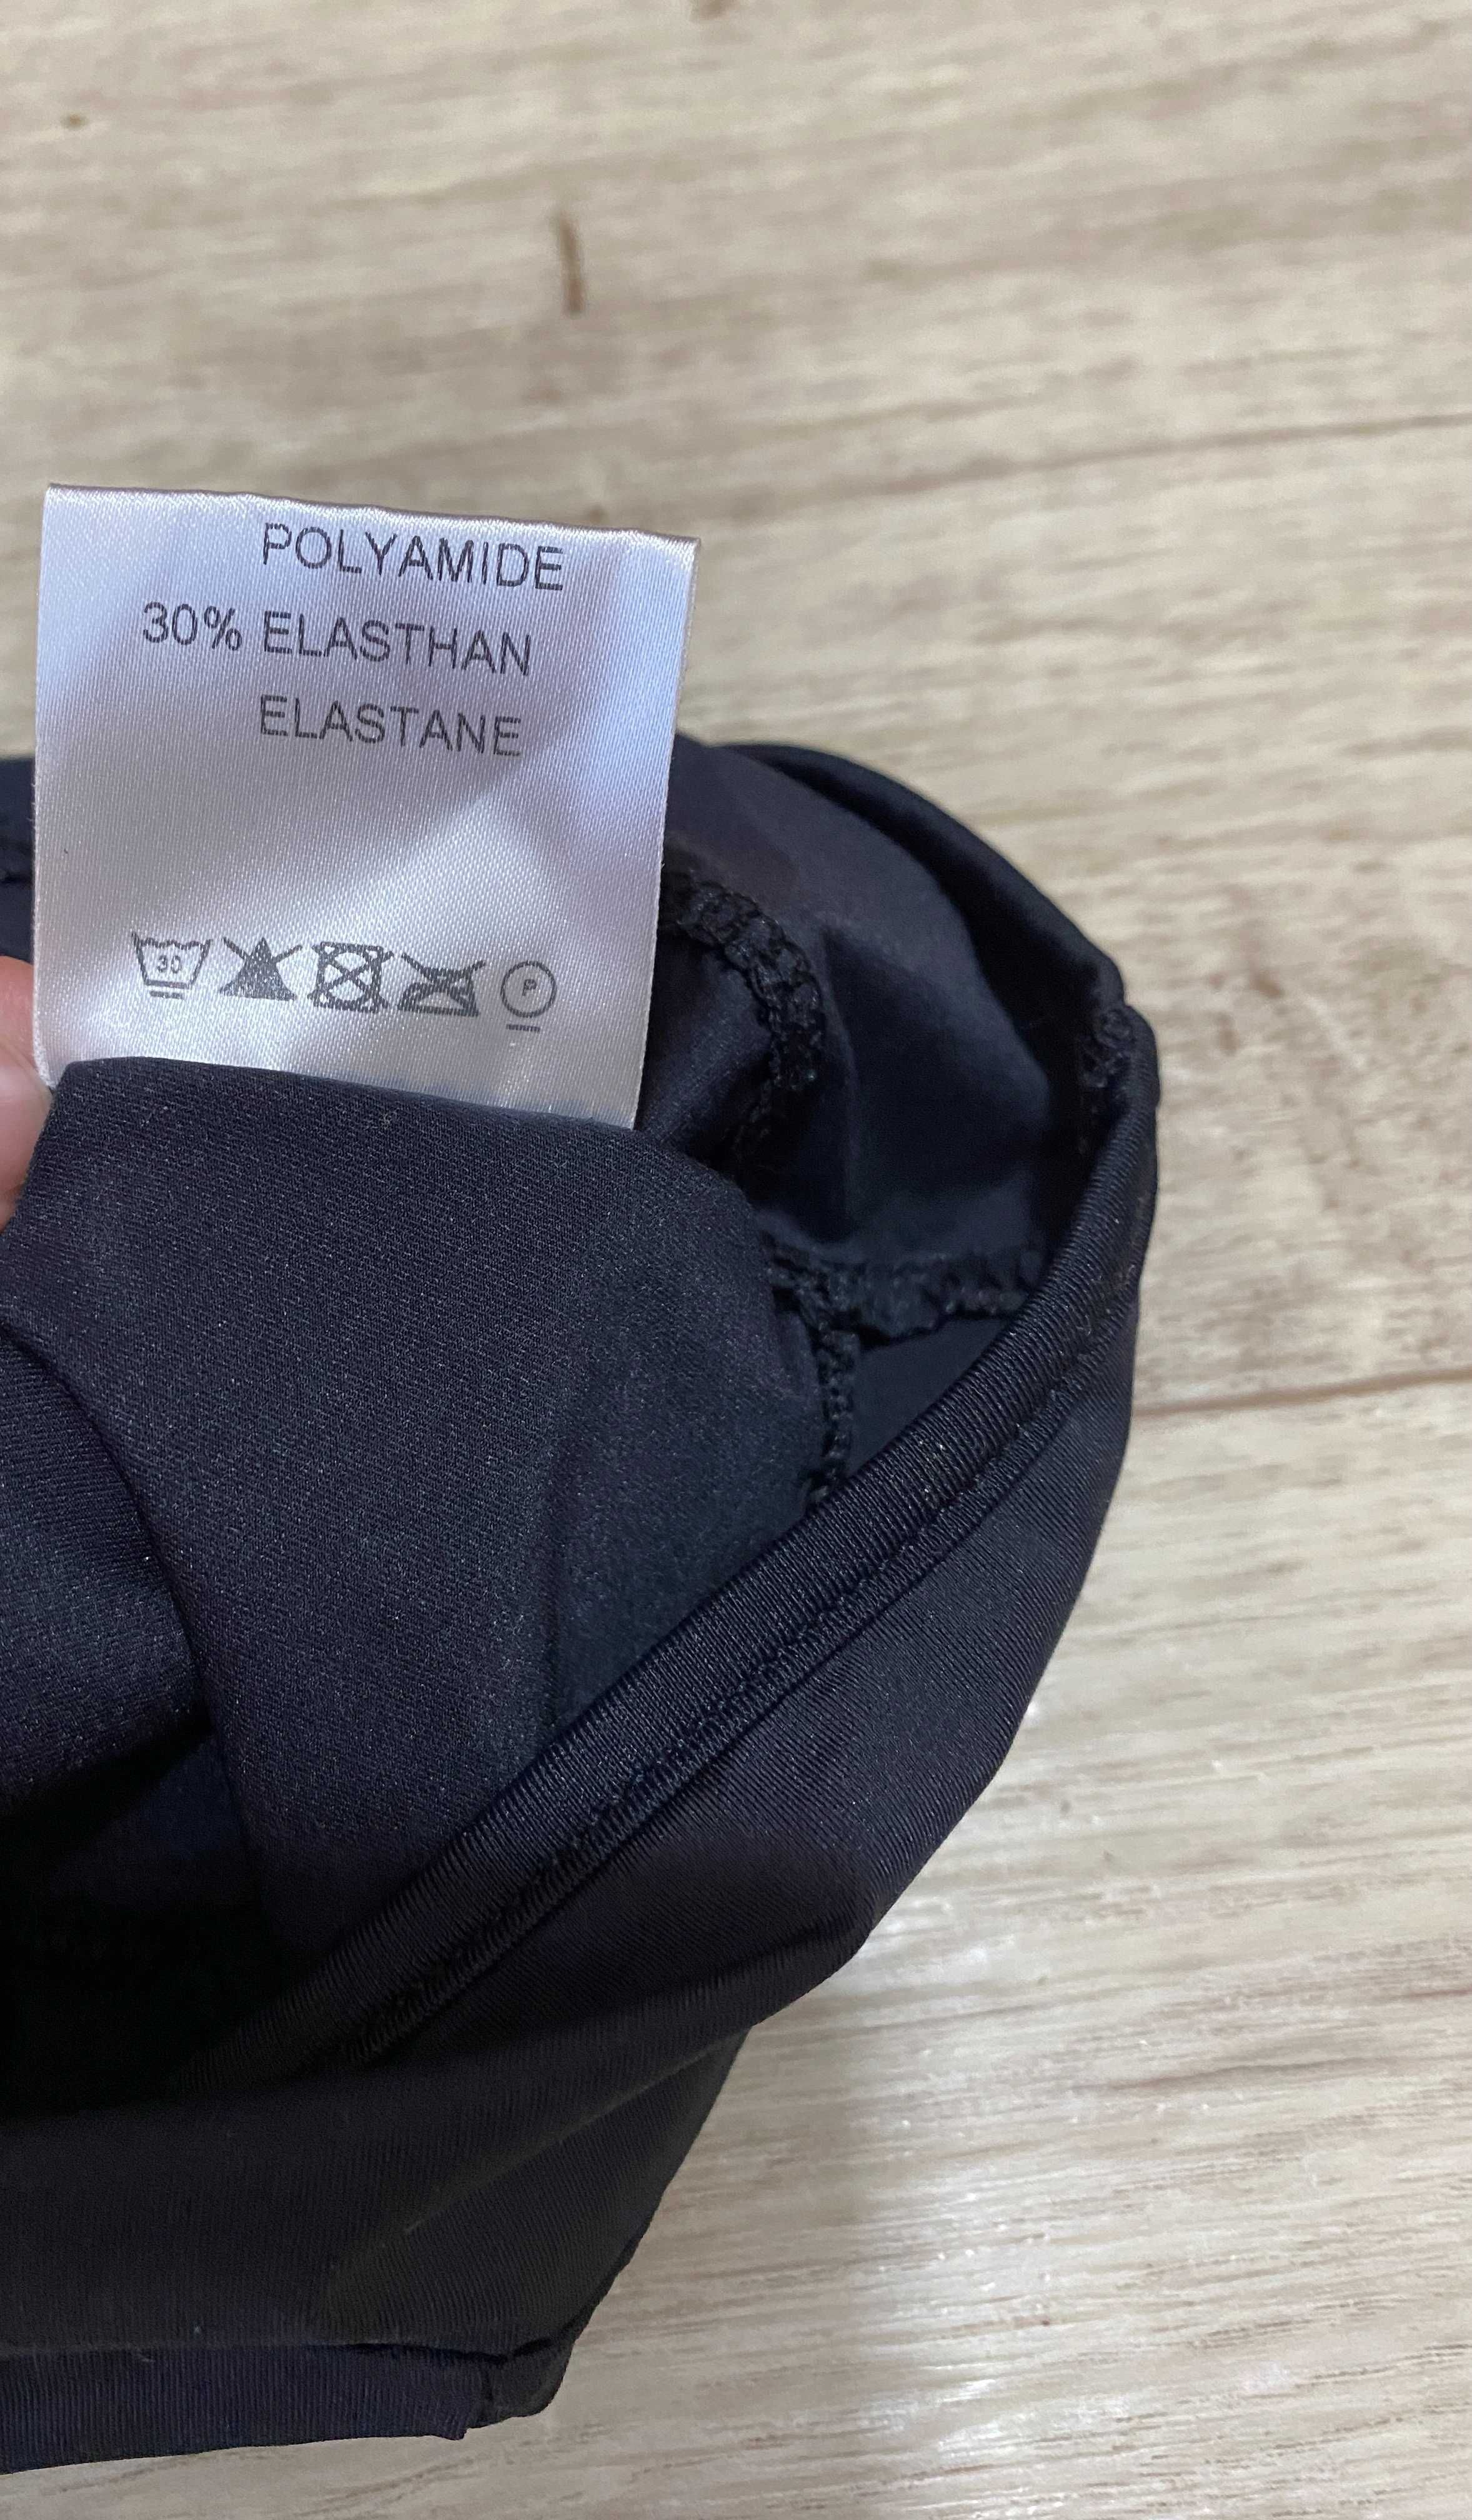 POLYAMIDE
30% ELASTHAN
ELASTANE
30 P